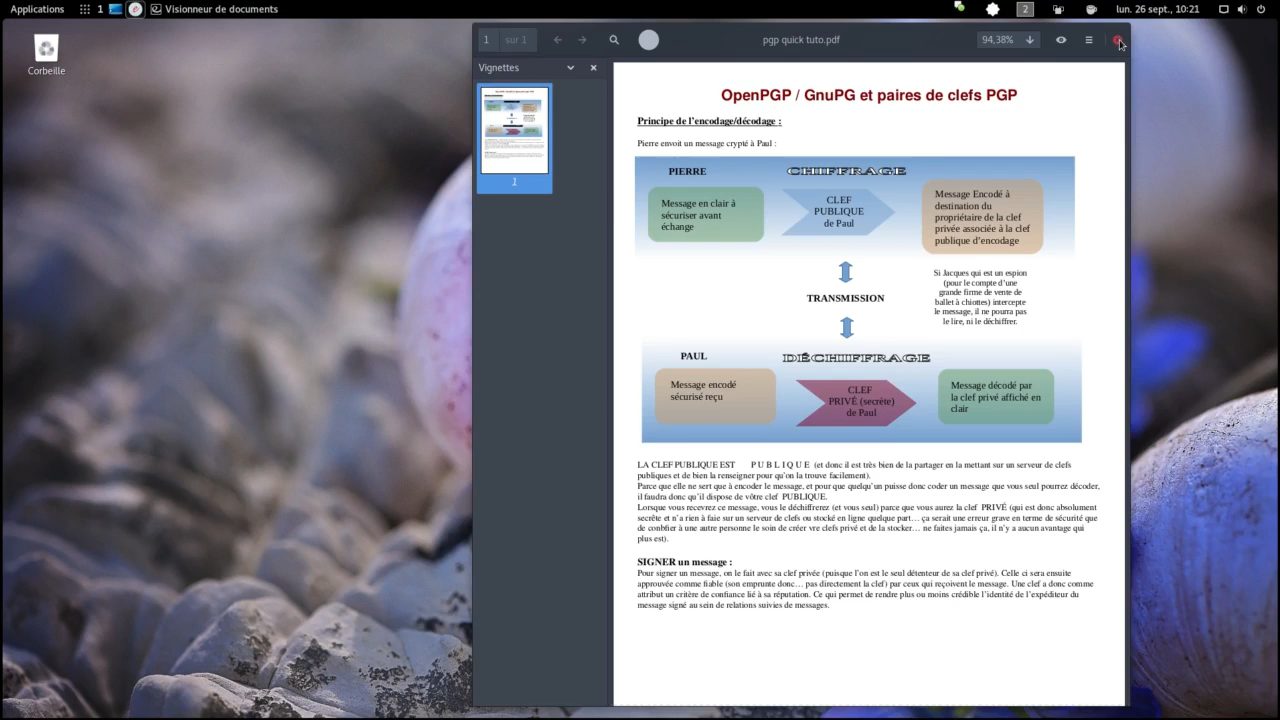 Applications 1 Visionneur de documents 2 lun. 26 sept., 10:21
Corbeille
1 sur 1 pgp quick tuto.pdf 94,38%
Vignettes
1
OpenPGP / GnuPG et paires de clefs PGP
Principe de l'encodage/décodage :
Pierre envoit un message crypté à Paul :
PIERRE
CHIFFRAGE
Message en clair à
sécuriser avant
échange
CLEF
PUBLIQUE
de Paul
Message Encodé à
destination du
propriétaire de la clef
privée associée à la clef
publique d'encodage
TRANSMISSION
Si Jacques qui est un espion
(pour le compte d'une
grande firme de vente de
ballet à chiottes) intercepte
le message, il ne pourra pas
le lire, ni le déchiffrer.
PAUL
DÉCHIFFRAGE
Message encodé
sécurisé reçu
CLEF
PRIVÉ (secrète)
de Paul
Message décodé par
la clef privé affiché en
clair
LA CLEF PUBLIQUE EST P U B L I Q U E (et donc il est très bien de la partager en la mettant sur un serveur de clefs
publiques et de bien la renseigner pour qu'on la trouve facilement).
Parce que elle ne sert que à encoder le message, et pour que quelqu'un puisse donc coder un message que vous seul pourrez décoder,
il faudra donc qu'il dispose de vôtre clef PUBLIQUE.
Lorsque vous recevrez ce message, vous le déchiffrerez (et vous seul) parce que vous aurez la clef PRIVÉ (qui est donc absolument
secrète et n'a rien à faie sur un serveur de clefs ou stocké en ligne quelque part… ça serait une erreur grave en terme de sécurité que
de conbfier à une autre personne le soin de créer vre clefs privé et de la stocker… ne faites jamais ça, il n'y a aucun avantage qui
plus est).
SIGNER un message :
Pour signer un message, on le fait avec sa clef privée (puisque l'on est le seul détenteur de sa clef privé). Celle ci sera ensuite
approuvée comme fiable (son emprunte donc… pas directement la clef) par ceux qui reçoivent le message. Une clef a donc comme
attribut un critère de confiance lié à sa réputation. Ce qui permet de rendre plus ou moins crédible l'identité de l'expéditeur du
message signé au sein de relations suivies de messages.